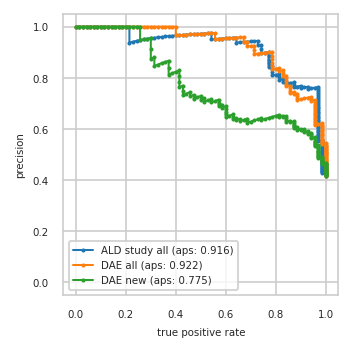 precision
1.0
0.8
0.6
0.4
0.2
0.0
ALD study all (aps: 0.916)
DAE all (aps: 0.922)
DAE new (aps: 0.775)
0.0 0.2 0.4 0.6 0.8 1.0
true positive rate